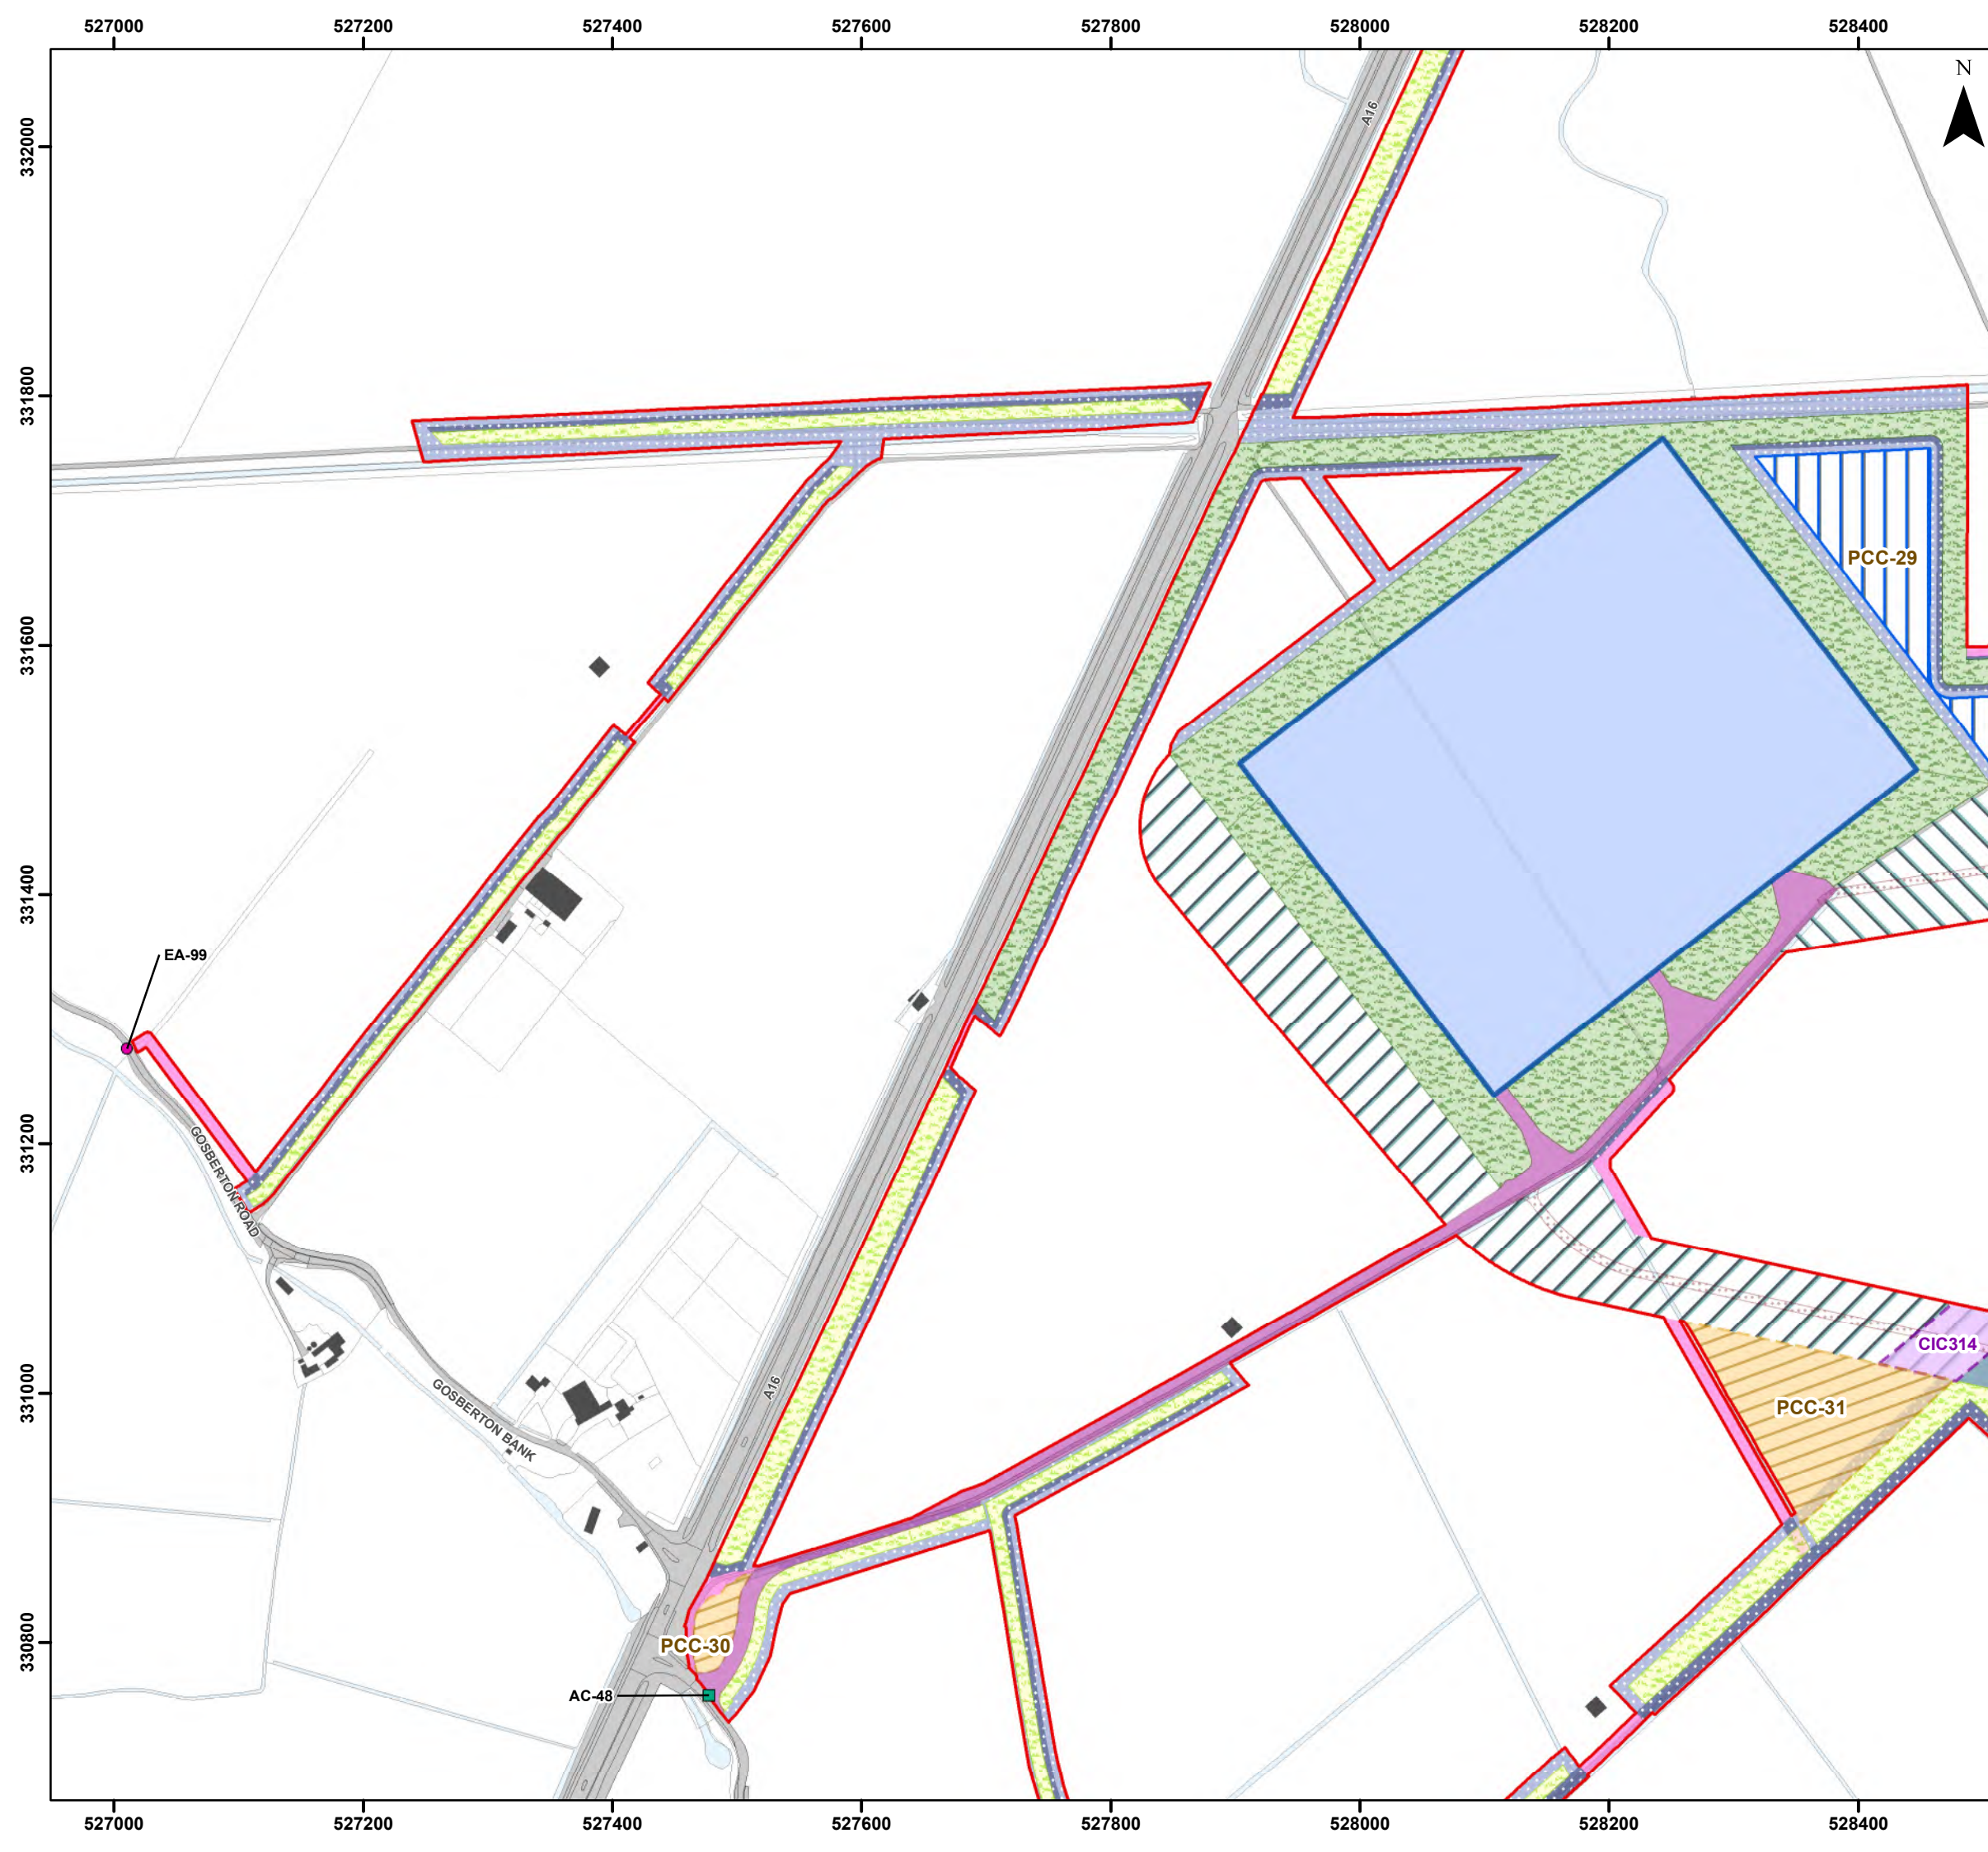 527000 527200 527400 527600 527800 528000 528200 528400
N
A16
332000
331800
PCC-29
331600
331400
EA-99
GOSBERTON ROAD
331200
CIC314
A16
331000
GOSBERTON BANK
PCC-31
PCC-30
330800
AC-48
527000 527200 527400 527600 527800 528000 528200 528400